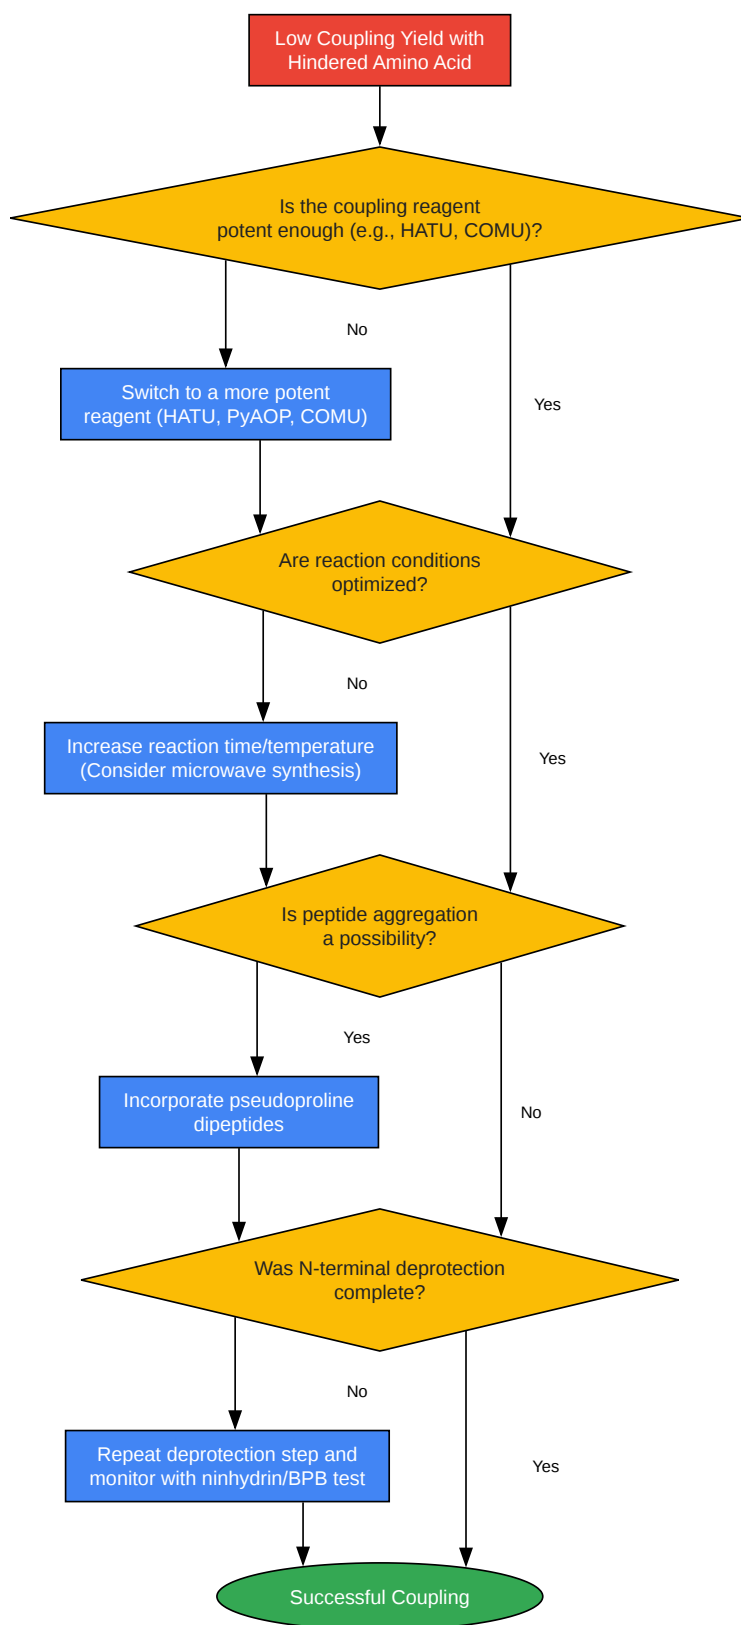 Low Coupling Yield with
Hindered Amino Acid
Is the coupling reagent
potent enough (e.g., HATU, COMU)?
No
Yes
Switch to a more potent
reagent (HATU, PyAOP, COMU)
Are reaction conditions
optimized?
No
Yes
Increase reaction time/temperature
(Consider microwave synthesis)
Is peptide aggregation
a possibility?
Yes
No
Incorporate pseudoproline
dipeptides
Was N-terminal deprotection
complete?
No
Yes
Repeat deprotection step and
monitor with ninhydrin/BPB test
Successful Coupling